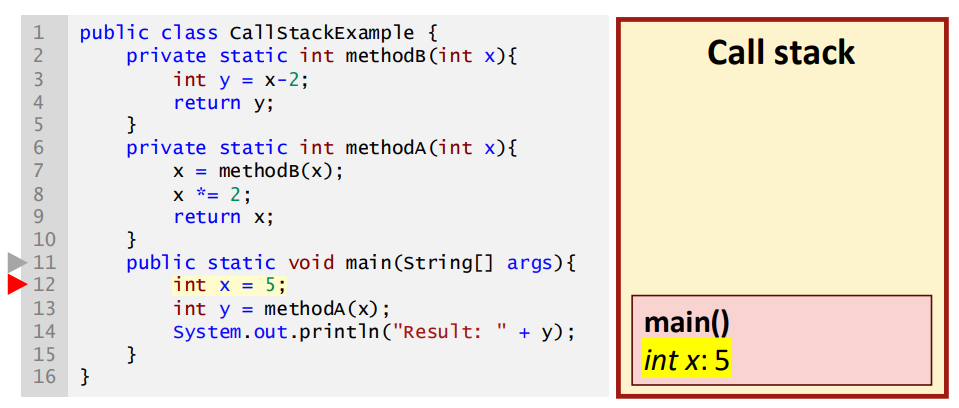 1 public class CallStackExample {
2 private static int methodB(int x){
3 int y = x-2;
4 return y;
5 }
6 private static int methodA(int x){
7 x = methodB(x);
8 x *= 2;
9 return x;
10 }
11 public static void main(String[] args){
12 int x = 5;
13 int y = methodA(x);
14 System.out.println("Result: " + y);
15 }
16 }
Call stack
main()
int x: 5